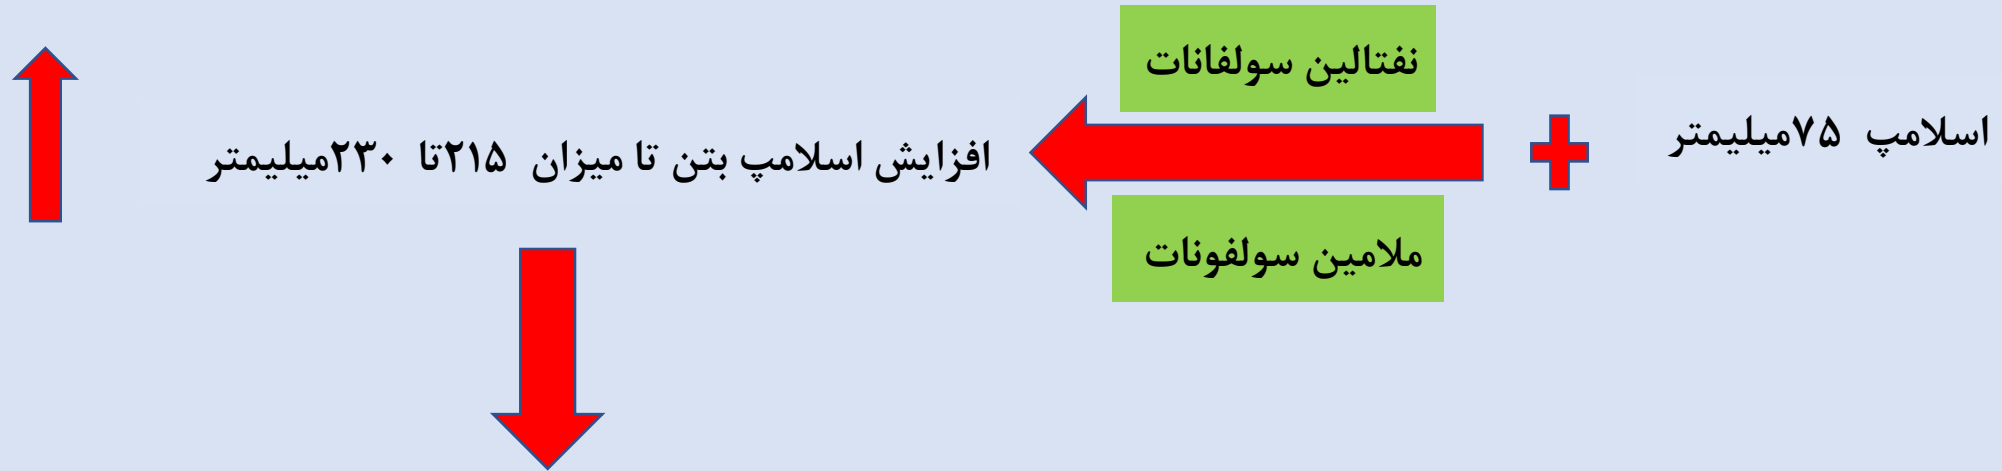 اسلامپ ۷۵میلیمتر
نفتالین سولفانات
ملامین سولفونات
افزایش اسلامپ بتن تا میزان ۲۱۵تا ۲۳۰میلیمتر